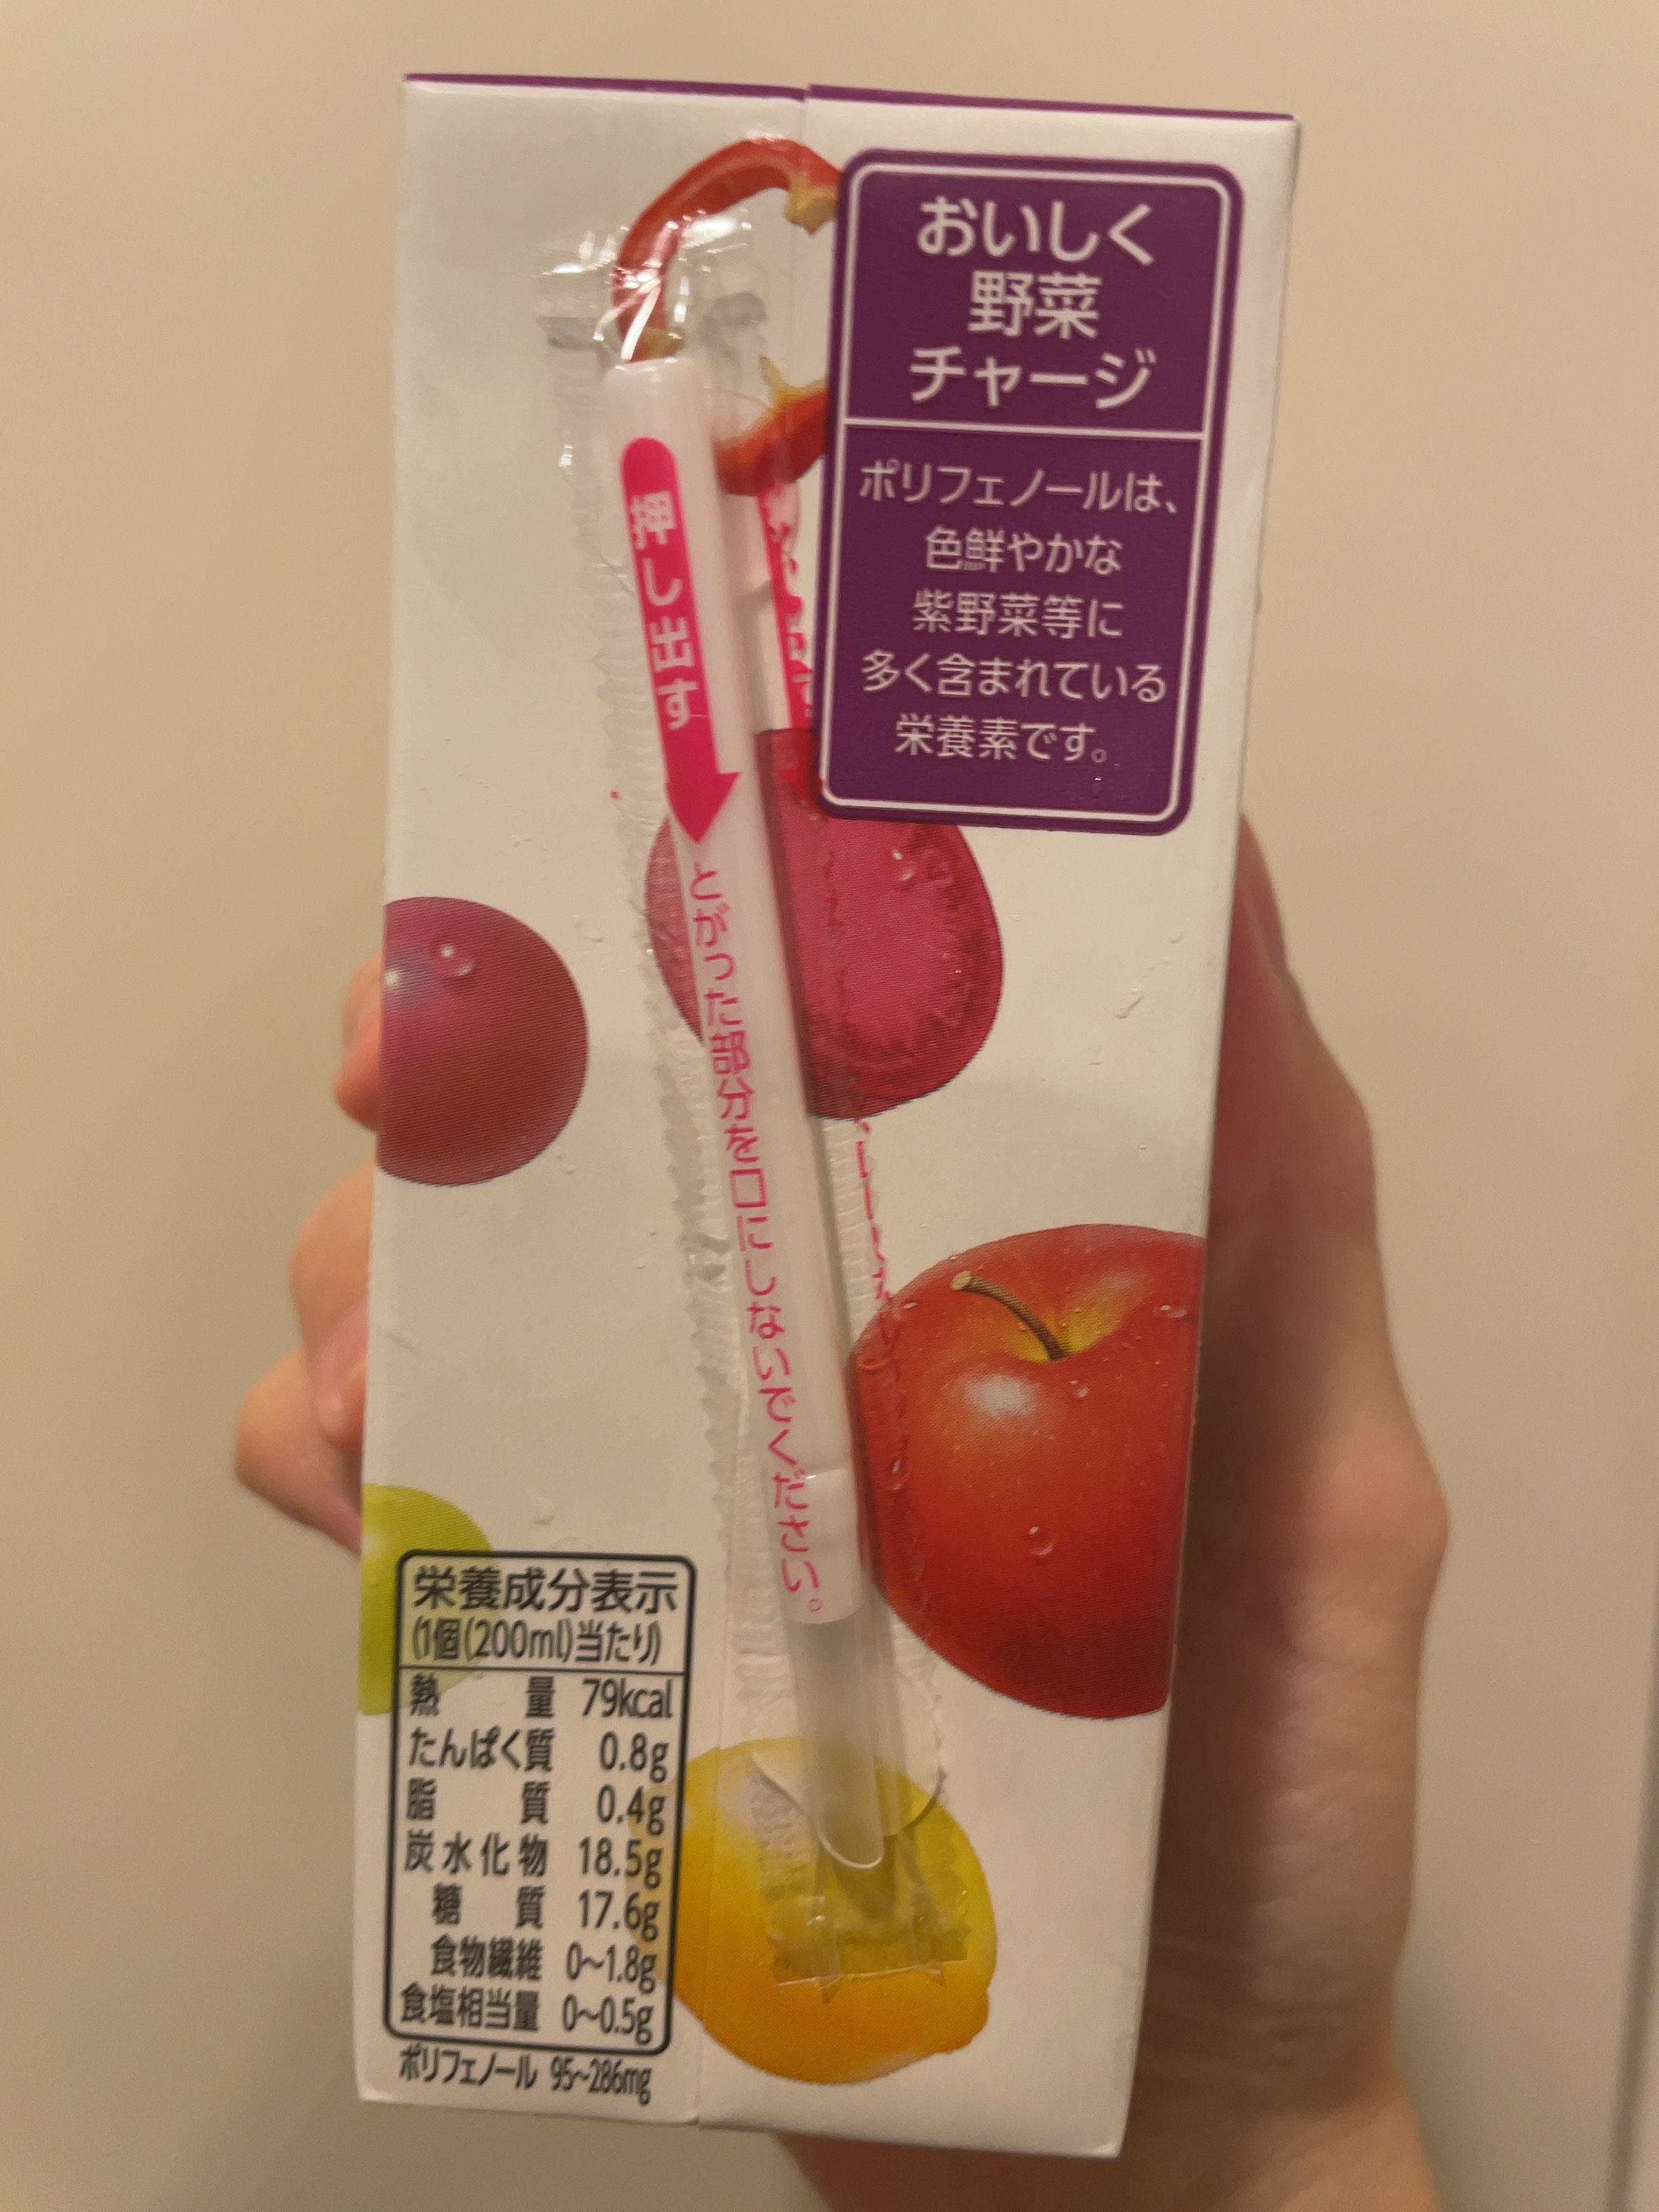 おいしく
野菜
チャージ
ポリフェノールは、
色鮮やかな
紫野菜等に
多く含まれている
栄養素です。
押し出す
とがった部分を口にしないでください。
栄養成分表示
(1個(200ml)当たり)
熱量 79kcal
たんぱく質 0.8g
脂質 0.4g
炭水化物 18.5g
糖質 17.6g
食物繊維 0~1.8g
食塩相当量 0~0.5g
ポリフェノール 95~286mg